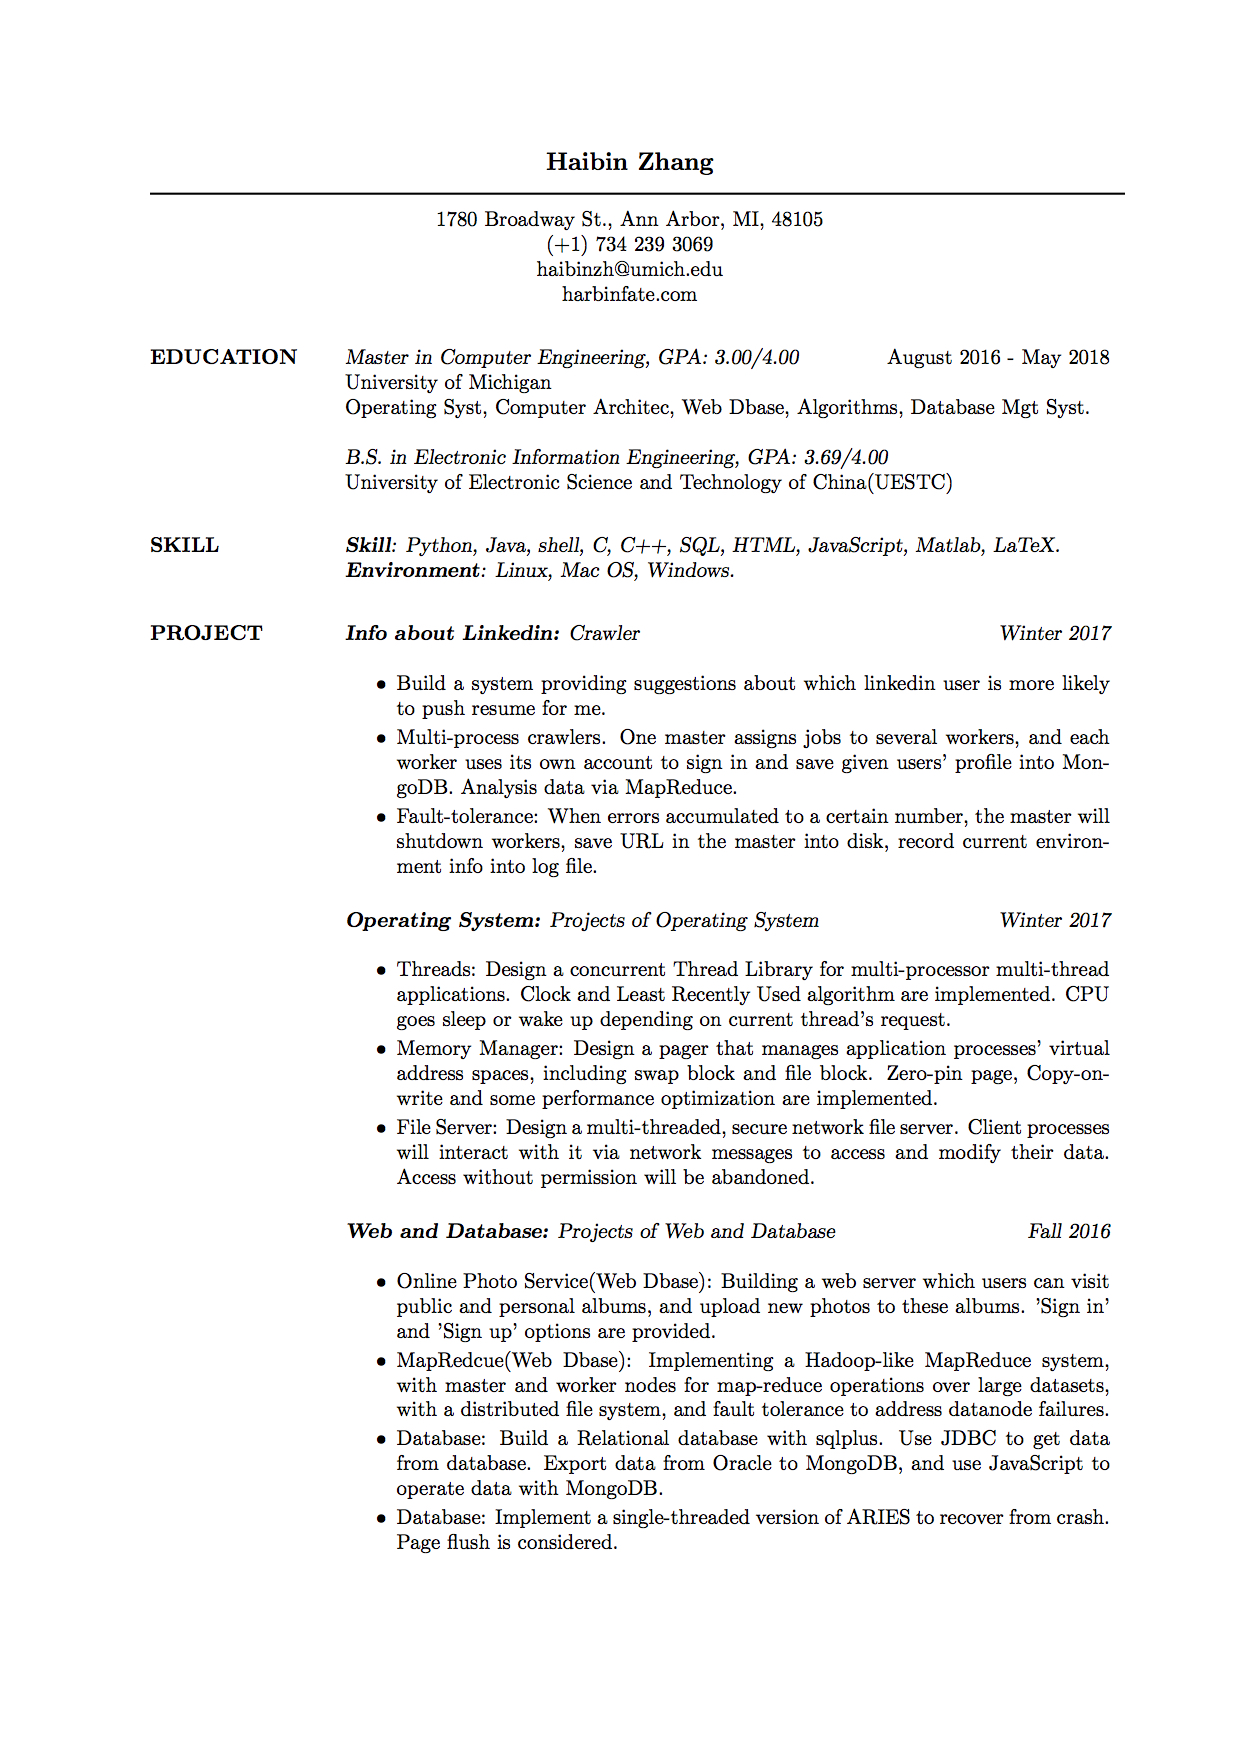 Haibin Zhang
1780 Broadway St., Ann Arbor, MI, 48105
(+1) 734 239 3069
haibinzh@umich.edu
harbinfate.com
EDUCATION Master in Computer Engineering, GPA: 3.00/4.00 August 2016 - May 2018
University of Michigan
Operating Syst, Computer Architec, Web Dbase, Algorithms, Database Mgt Syst.
B.S. in Electronic Information Engineering, GPA: 3.69/4.00
University of Electronic Science and Technology of China(UESTC)
SKILL Skill: Python, Java, shell, C, C++, SQL, HTML, JavaScript, Matlab, LaTeX.
Environment: Linux, Mac OS, Windows.
PROJECT Info about Linkedin: Crawler Winter 2017
• Build a system providing suggestions about which linkedin user is more likely
to push resume for me.
• Multi-process crawlers. One master assigns jobs to several workers, and each
worker uses its own account to sign in and save given users' profile into Mon-
goDB. Analysis data via MapReduce.
• Fault-tolerance: When errors accumulated to a certain number, the master will
shutdown workers, save URL in the master into disk, record current environ-
ment info into log file.
Operating System: Projects of Operating System Winter 2017
• Threads: Design a concurrent Thread Library for multi-processor multi-thread
applications. Clock and Least Recently Used algorithm are implemented. CPU
goes sleep or wake up depending on current thread's request.
• Memory Manager: Design a pager that manages application processes' virtual
address spaces, including swap block and file block. Zero-pin page, Copy-on-
write and some performance optimization are implemented.
• File Server: Design a multi-threaded, secure network file server. Client processes
will interact with it via network messages to access and modify their data.
Access without permission will be abandoned.
Web and Database: Projects of Web and Database Fall 2016
• Online Photo Service(Web Dbase): Building a web server which users can visit
public and personal albums, and upload new photos to these albums. 'Sign in'
and 'Sign up' options are provided.
• MapRedcue(Web Dbase): Implementing a Hadoop-like MapReduce system,
with master and worker nodes for map-reduce operations over large datasets,
with a distributed file system, and fault tolerance to address datanode failures.
• Database: Build a Relational database with sqlplus. Use JDBC to get data
from database. Export data from Oracle to MongoDB, and use JavaScript to
operate data with MongoDB.
• Database: Implement a single-threaded version of ARIES to recover from crash.
Page flush is considered.